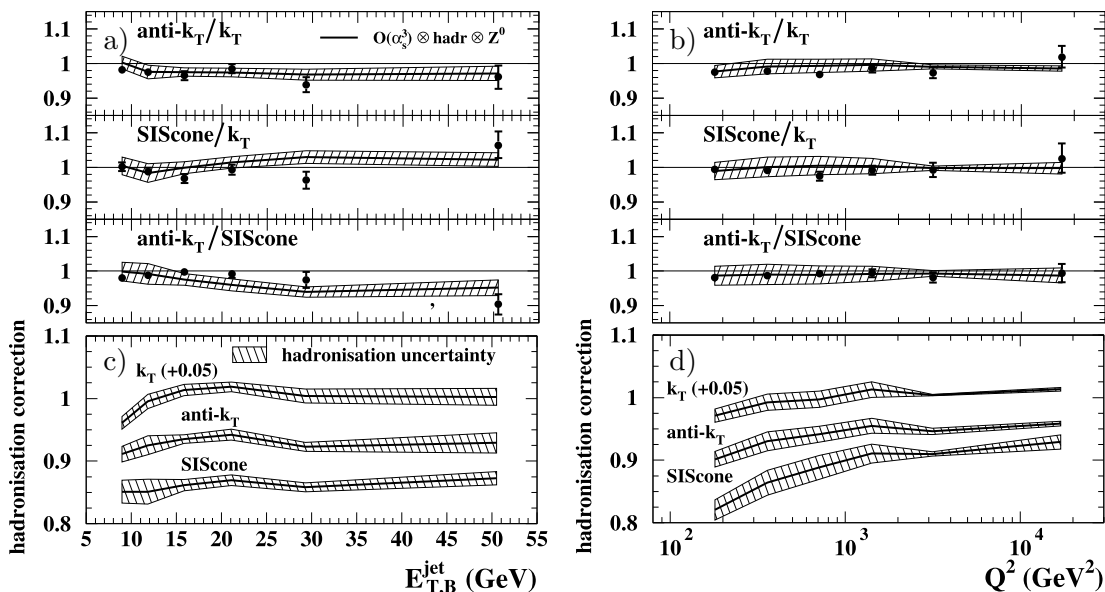 a) anti-k_T/k_T
O(α_s^3) ⊗ hadr ⊗ Z^0
1.1
1
0.9
SIScone/k_T
1.1
1
0.9
anti-k_T/SIScone
1.1
1
0.9
,
b) anti-k_T/k_T
1.1
1
0.9
SIScone/k_T
1.1
1
0.9
anti-k_T/SIScone
1.1
1
0.9
c)
hadronisation uncertainty
k_T (+0.05)
anti-k_T
SIScone
hadronisation correction
1.1
1
0.9
0.8
5 10 15 20 25 30 35 40 45 50 55
E_T,B^jet (GeV)
d)
k_T (+0.05)
anti-k_T
SIScone
hadronisation correction
1.1
1
0.9
0.8
10^2 10^3 10^4
Q^2 (GeV^2)